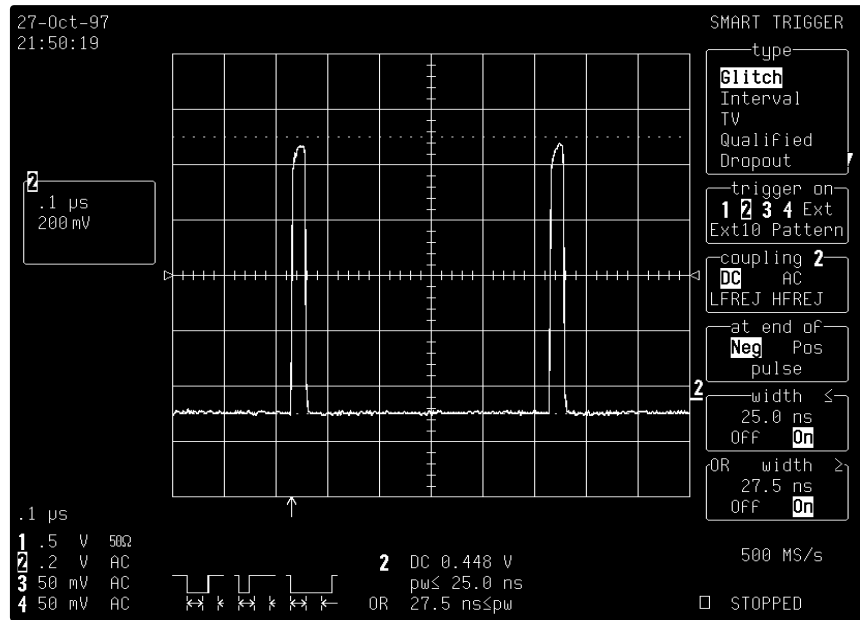 27-Oct-97
21:50:19
2
.1 µs
200 mV
2
SMART TRIGGER
type
Glitch
Interval
TV
Qualified
Dropout
trigger on
1 2 3 4 Ext
Ext10 Pattern
coupling 2
DC AC
LFREJ HFREJ
at end of
Neg Pos
pulse
width ≤
25.0 ns
Off On
OR width ≥
27.5 ns
Off On
.1 µs
1 .5 V 50Ω
2 .2 V AC
3 50 mV AC
4 50 mV AC
2 DC 0.448 V
pw≤ 25.0 ns
OR 27.5 ns≤pw
500 MS/s
STOPPED